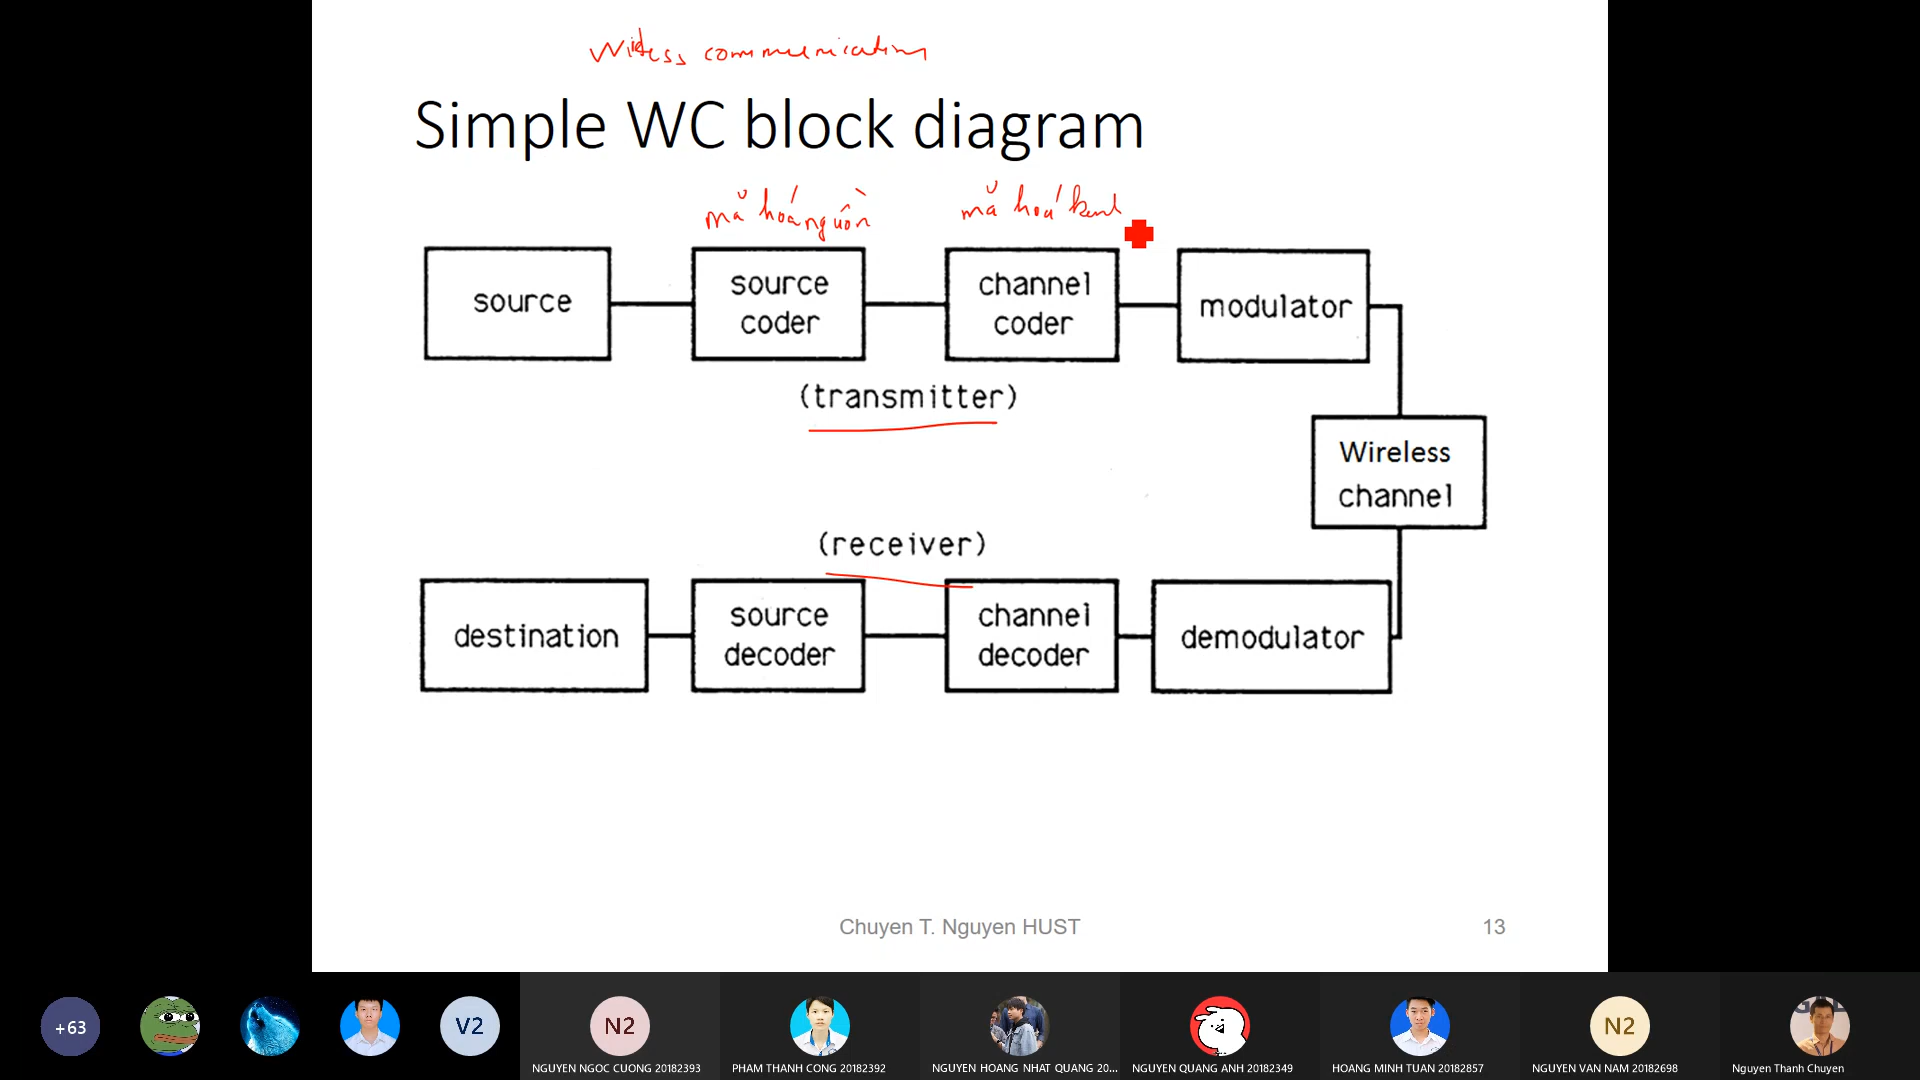 Wireless communication
Simple WC block diagram
mã hoá nguồn
mã hoá kênh
source
source
coder
channel
coder
modulator
(transmitter)
Wireless
channel
(receiver)
destination
source
decoder
channel
decoder
demodulator
Chuyen T. Nguyen HUST
13
+63
V2
N2
N2
NGUYEN NGOC CUONG 20182393
PHAM THANH CONG 20182392
NGUYEN HOANG NHAT QUANG 20...
NGUYEN QUANG ANH 20182349
HOANG MINH TUAN 20182857
NGUYEN VAN NAM 20182698
Nguyen Thanh Chuyen